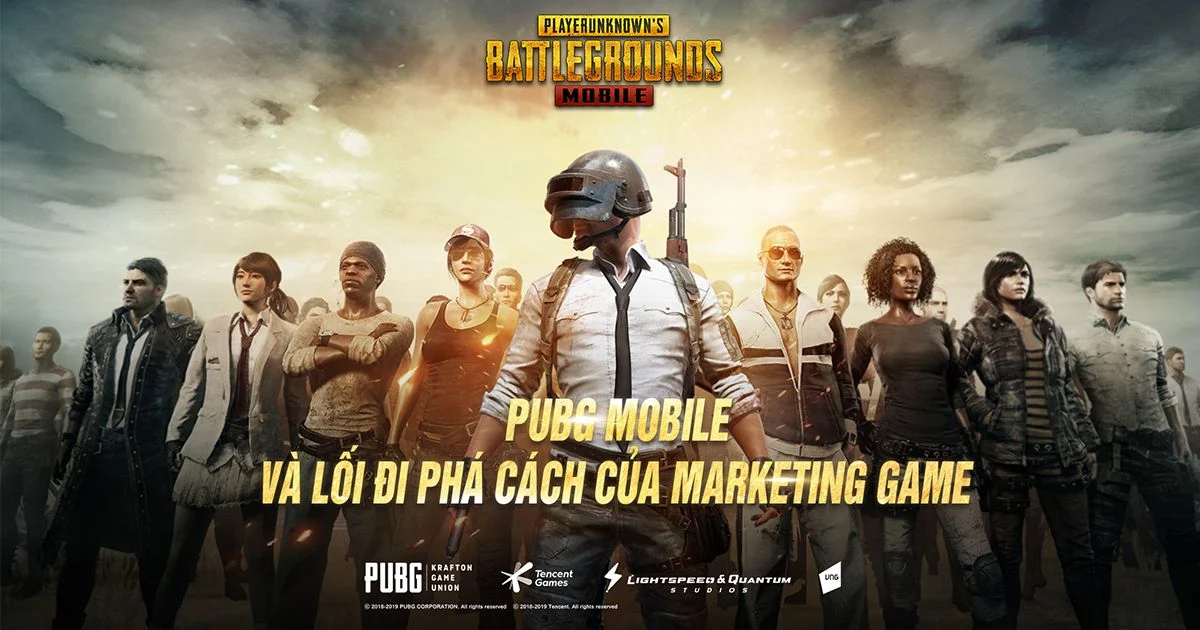 PLAYERUNKNOWN'S
BATTLEGROUNDS
MOBILE
PUBG MOBILE
VÀ LỐI ĐI PHÁ CÁCH CỦA MARKETING GAME
PUBG KRAFTON GAME UNION
Tencent Games
LIGHTSPEED & QUANTUM STUDIOS
VNG
© 2018-2019 PUBG CORPORATION. All rights reserved © 2018-2019 Tencent. All rights reserved